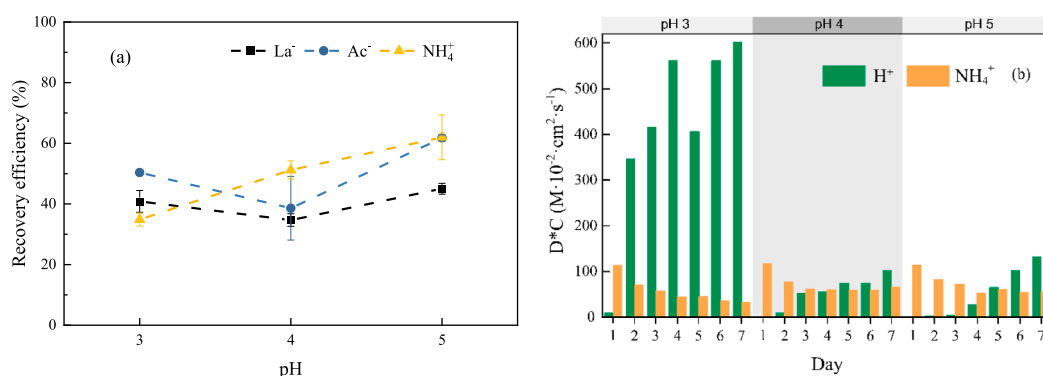 100
80
60
40
20
0
Recovery efficiency (%)
(a)
La⁻ Ac⁻ NH₄⁺
3 4 5
pH
pH 3 pH 4 pH 5
600
500
400
300
200
100
0
D*C (M·10⁻²·cm²·s⁻¹)
H⁺ NH₄⁺ (b)
1 2 3 4 5 6 7 1 2 3 4 5 6 7 1 2 3 4 5 6 7
Day